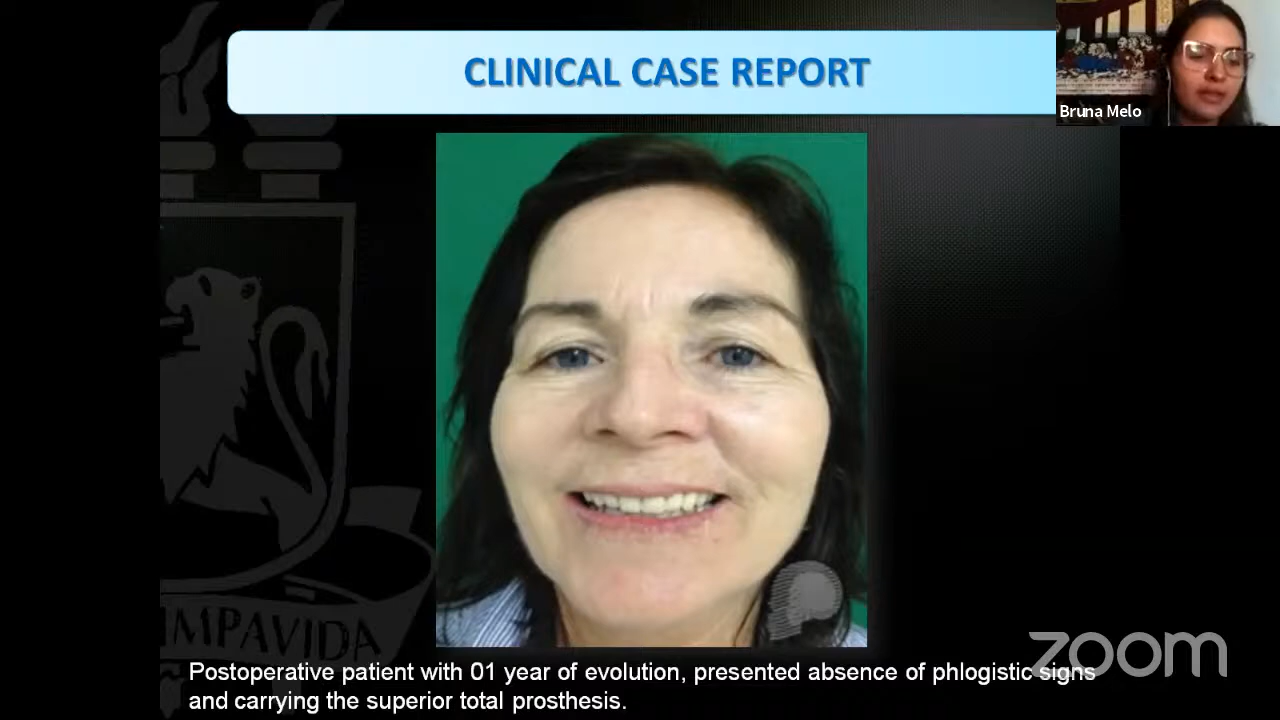 CLINICAL CASE REPORT
Bruna Melo
IMPAVIDA
zoom
Postoperative patient with 01 year of evolution, presented absence of phlogistic signs
and carrying the superior total prosthesis.